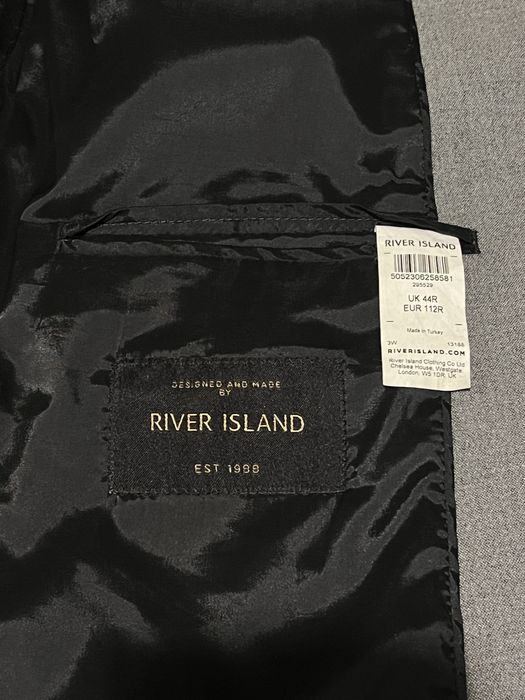 RIVER ISLAND
5052306258581
295529
UK 44R
EUR 112R
Made in Turkey
3W 13188
RIVERISLAND.COM
River Island Clothing Co Ltd
Chelsea House, Westgate
London, W5 1DR, UK
DESIGNED AND MADE
BY
RIVER ISLAND
EST 1988